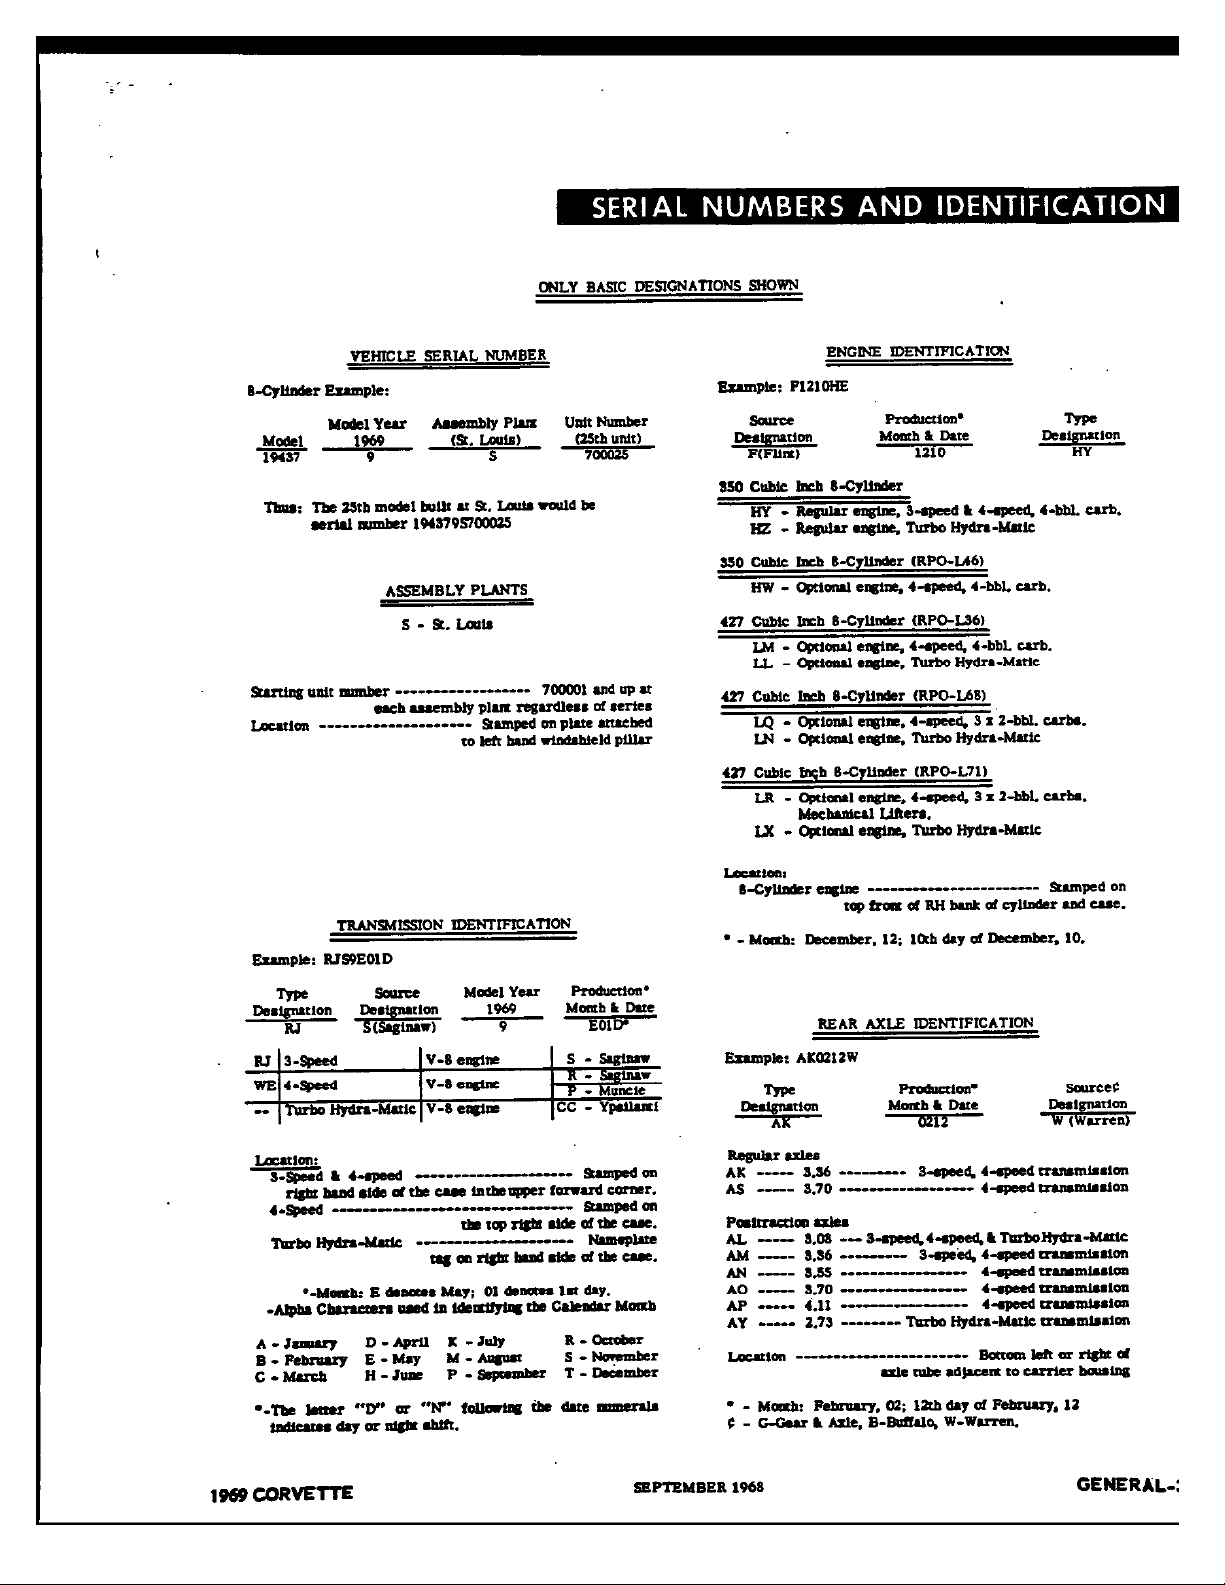 SERIAL NUMBERS AND IDENTIFICATION
ONLY BASIC DESIGNATIONS SHOWN
VEHICLE SERIAL NUMBER
8-Cylinder Example:
Model Year Assembly Plant Unit Number
Model 1969 (St. Louis) (25th unit)
19437 9 S 700025
Thus: The 25th model built at St. Louis would be
serial number 194379S700025
ASSEMBLY PLANTS
S - St. Louis
Starting unit number ------------------ 700001 and up at
each assembly plant regardless of series
Location -------------------- Stamped on plate attached
to left hand windshield pillar
TRANSMISSION IDENTIFICATION
Example: RJS9E01D
Type Source Model Year Production*
Designation Designation 1969 Month & Date
RJ S(Saginaw) 9 E01D*
RJ 3-Speed V-8 engine S - Saginaw
WE 4-Speed V-8 engine R - Saginaw
P - Muncie
-- Turbo Hydra-Matic V-8 engine CC - Ypsilanti
Location:
3-Speed & 4-speed --------------------- Stamped on
right hand side of the case in the upper forward corner.
4-Speed -------------------------------- Stamped on
the top right side of the case.
Turbo Hydra-Matic --------------------- Nameplate
tag on right hand side of the case.
*-Month: E denotes May; 01 denotes 1st day.
-Alpha Characters used in identifying the Calendar Month
A - January D - April K - July R - October
B - February E - May M - August S - November
C - March H - June P - September T - December
*-The letter "D" or "N" following the date numerals
indicates day or night shift.
ENGINE IDENTIFICATION
Example: F1210HE
Source Production* Type
Designation Month & Date Designation
F(Flint) 1210 HY
350 Cubic Inch 8-Cylinder
HY - Regular engine, 3-speed & 4-speed, 4-bbl. carb.
HZ - Regular engine, Turbo Hydra-Matic
350 Cubic Inch 8-Cylinder (RPO-L46)
HW - Optional engine, 4-speed, 4-bbl. carb.
427 Cubic Inch 8-Cylinder (RPO-L36)
LM - Optional engine, 4-speed, 4-bbl. carb.
LL - Optional engine, Turbo Hydra-Matic
427 Cubic Inch 8-Cylinder (RPO-L68)
LQ - Optional engine, 4-speed, 3 x 2-bbl. carbs.
LN - Optional engine, Turbo Hydra-Matic
427 Cubic Inch 8-Cylinder (RPO-L71)
LR - Optional engine, 4-speed, 3 x 2-bbl. carbs.
Mechanical Lifters.
LX - Optional engine, Turbo Hydra-Matic
Location:
8-Cylinder engine ----------------------- Stamped on
top front of RH bank of cylinder and case.
* - Month: December, 12; 10th day of December, 10.
REAR AXLE IDENTIFICATION
Example: AK0212W
Type Production* Source¢
Designation Month & Date Designation
AK 0212 W (Warren)
Regular axles
AK ----- 3.36 --------- 3-speed, 4-speed transmission
AS ----- 3.70 ------------------ 4-speed transmission
Positraction axles
AL ----- 3.08 --- 3-speed, 4-speed, & Turbo Hydra-Matic
AM ----- 3.36 --------- 3-speed, 4-speed transmission
AN ----- 3.55 ----------------- 4-speed transmission
AO ----- 3.70 ----------------- 4-speed transmission
AP ----- 4.11 ----------------- 4-speed transmission
AY ----- 2.73 -------- Turbo Hydra-Matic transmission
Location ----------------------- Bottom left or right of
axle tube adjacent to carrier housing
* - Month: February, 02; 12th day of February, 12
¢ - G-Gear & Axle, B-Buffalo, W-Warren.
1969 CORVETTE SEPTEMBER 1968 GENERAL-